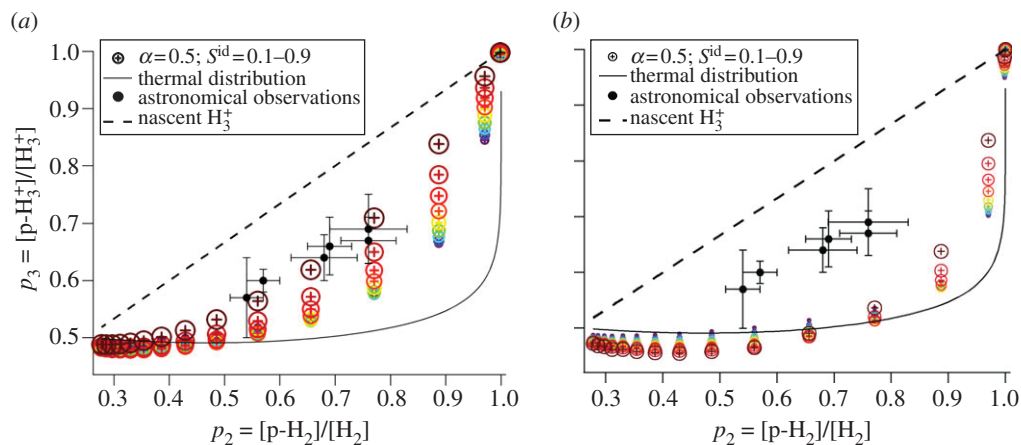 (a)
(b)
α = 0.5; S^id = 0.1–0.9
thermal distribution
astronomical observations
nascent H₃⁺
p₃ = [p-H₃⁺]/[H₃⁺]
1.0
0.9
0.8
0.7
0.6
0.5
0.3 0.4 0.5 0.6 0.7 0.8 0.9 1.0
p₂ = [p-H₂]/[H₂]
α = 0.5; S^id = 0.1–0.9
thermal distribution
astronomical observations
nascent H₃⁺
0.3 0.4 0.5 0.6 0.7 0.8 0.9 1.0
p₂ = [p-H₂]/[H₂]